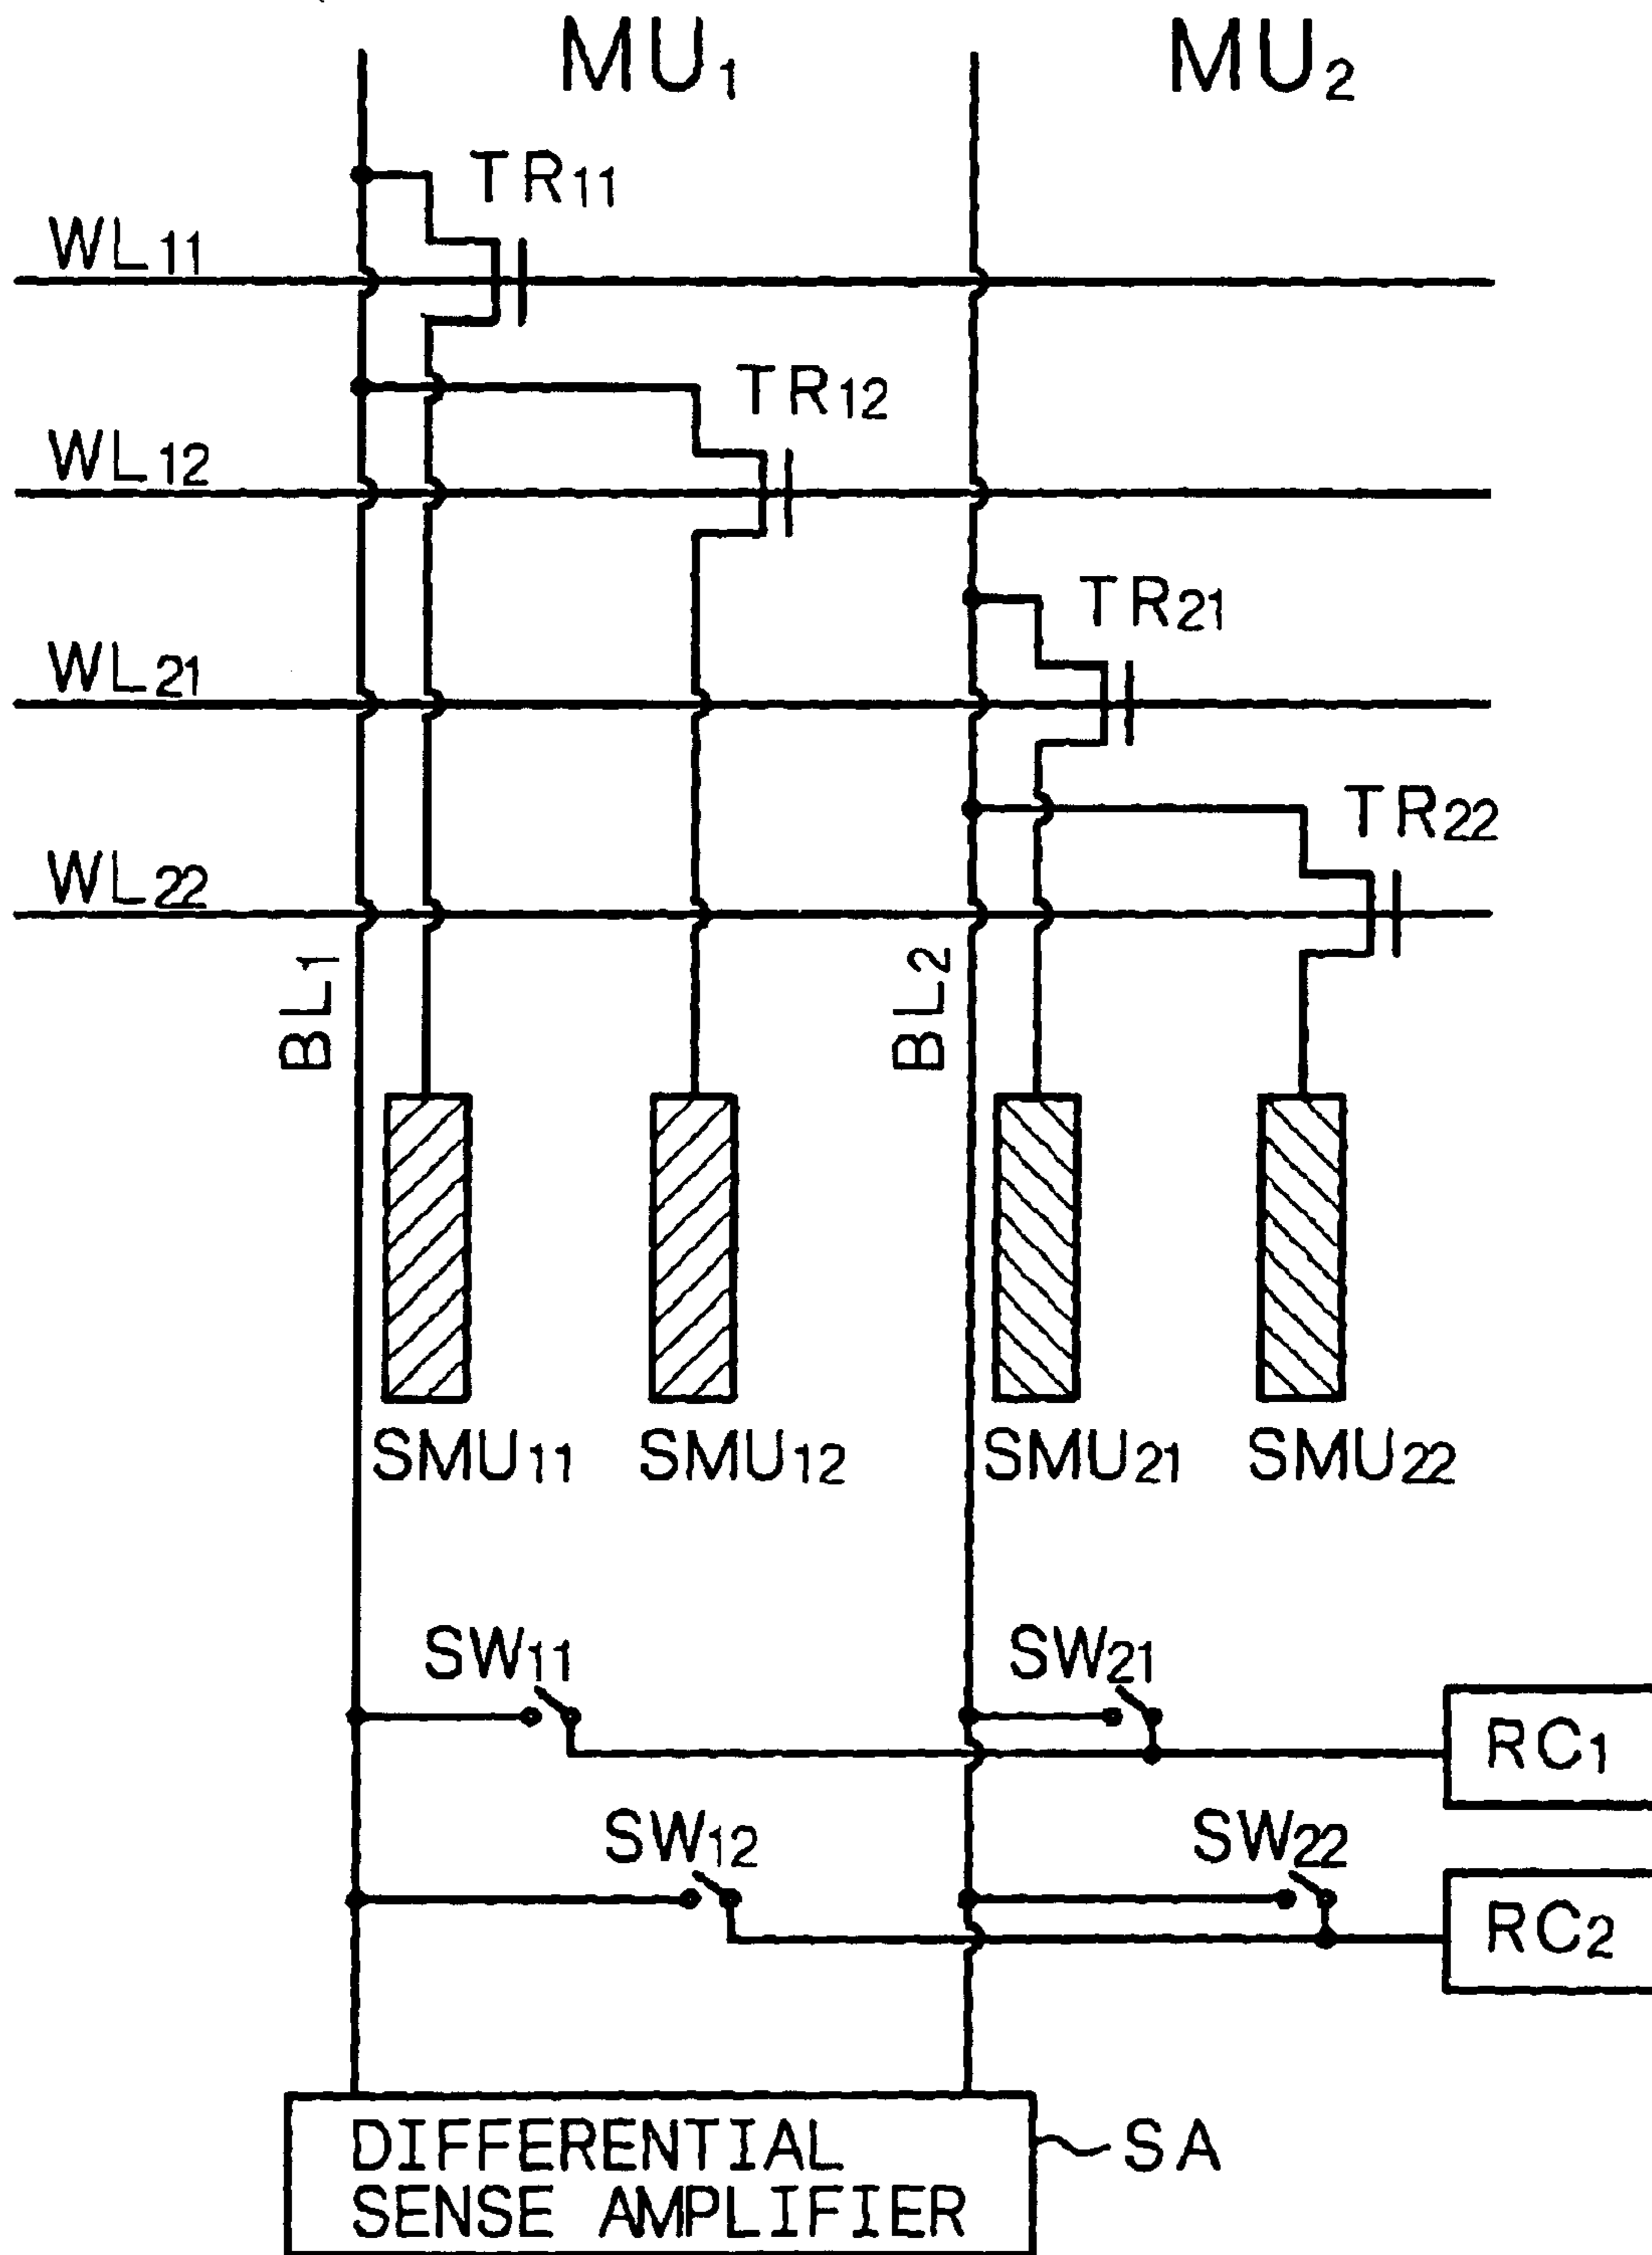 MU1 MU2
TR11
WL11
TR12
WL12
TR21
WL21
TR22
WL22
BL1 BL2
SMU11 SMU12 SMU21 SMU22
SW11 SW21
RC1
SW12 SW22
RC2
DIFFERENTIAL
SENSE AMPLIFIER
SA